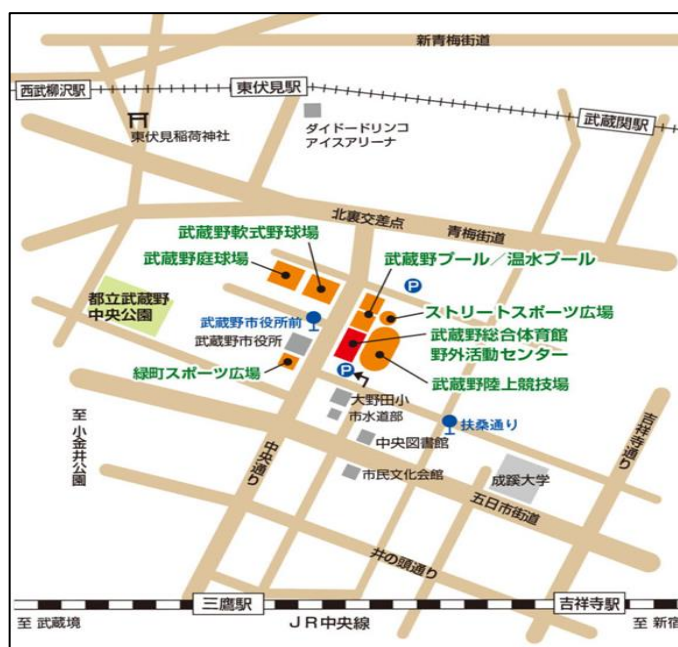 新青梅街道
西武柳沢駅
東伏見駅
武蔵関駅
東伏見稲荷神社
ダイドードリンコ
アイスアリーナ
北裏交差点
青梅街道
武蔵野軟式野球場
武蔵野庭球場
武蔵野プール／温水プール
P
都立武蔵野
中央公園
武蔵野市役所前
ストリートスポーツ広場
武蔵野市役所
武蔵野総合体育館
野外活動センター
緑町スポーツ広場
P
武蔵野陸上競技場
大野田小
市水道部
扶桑通り
至 小金井公園
中央通り
中央図書館
吉祥寺通り
市民文化会館
成蹊大学
五日市街道
井の頭通り
三鷹駅
吉祥寺駅
至 武蔵境
ＪＲ中央線
至 新宿